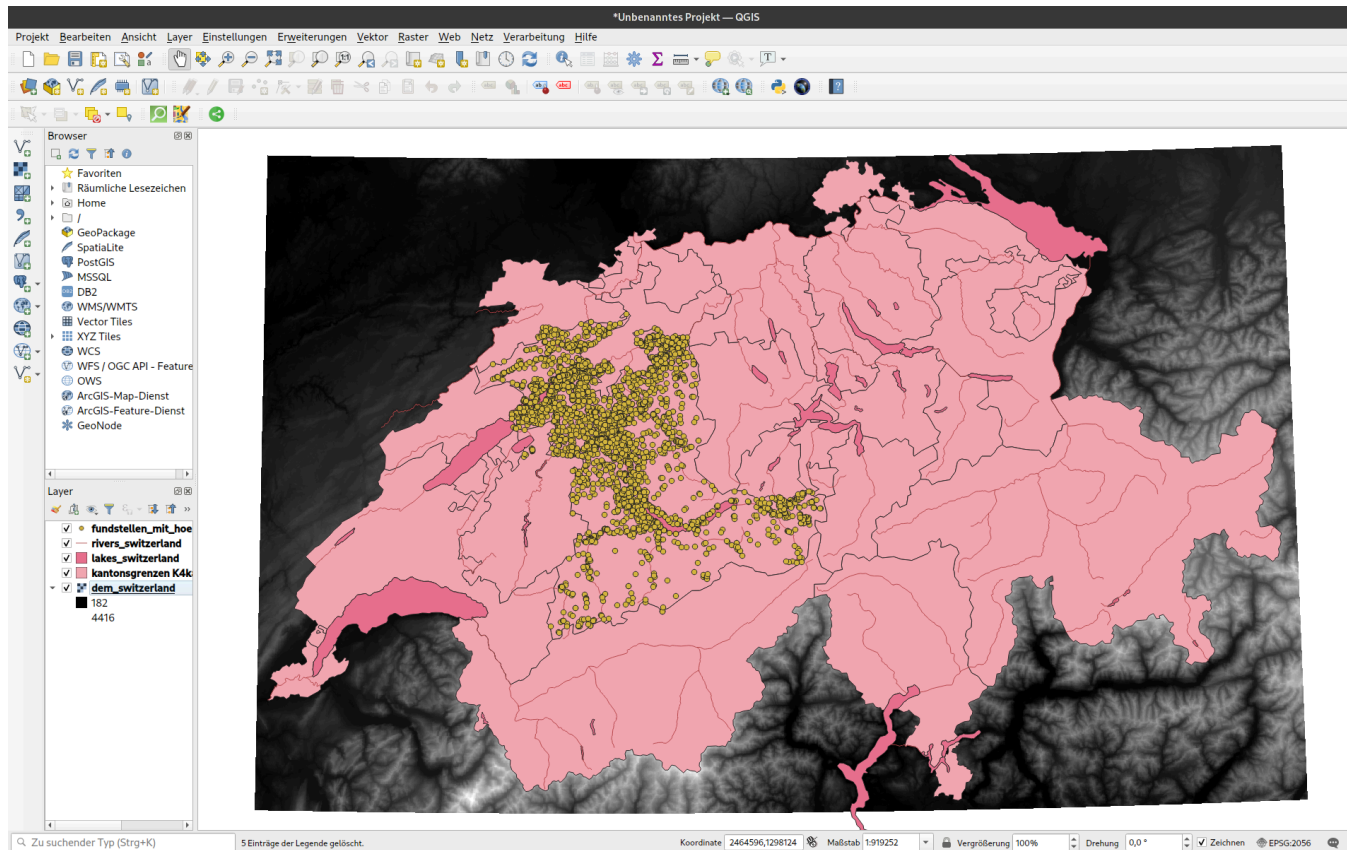 *Unbenanntes Projekt — QGIS
Projekt Bearbeiten Ansicht Layer Einstellungen Erweiterungen Vektor Raster Web Netz Verarbeitung Hilfe
Browser
Favoriten
Räumliche Lesezeichen
Home
/
GeoPackage
SpatiaLite
PostGIS
MSSQL
DB2
WMS/WMTS
Vector Tiles
XYZ Tiles
WCS
WFS / OGC API - Feature
OWS
ArcGIS-Map-Dienst
ArcGIS-Feature-Dienst
GeoNode
Layer
fundstellen_mit_hoe
rivers_switzerland
lakes_switzerland
kantonsgrenzen K4k
dem_switzerland
182
4416
Zu suchender Typ (Strg+K) 5 Einträge der Legende gelöscht. Koordinate 2464596,1298124 Maßstab 1:919252 Vergrößerung 100% Drehung 0,0 ° Zeichnen EPSG:2056